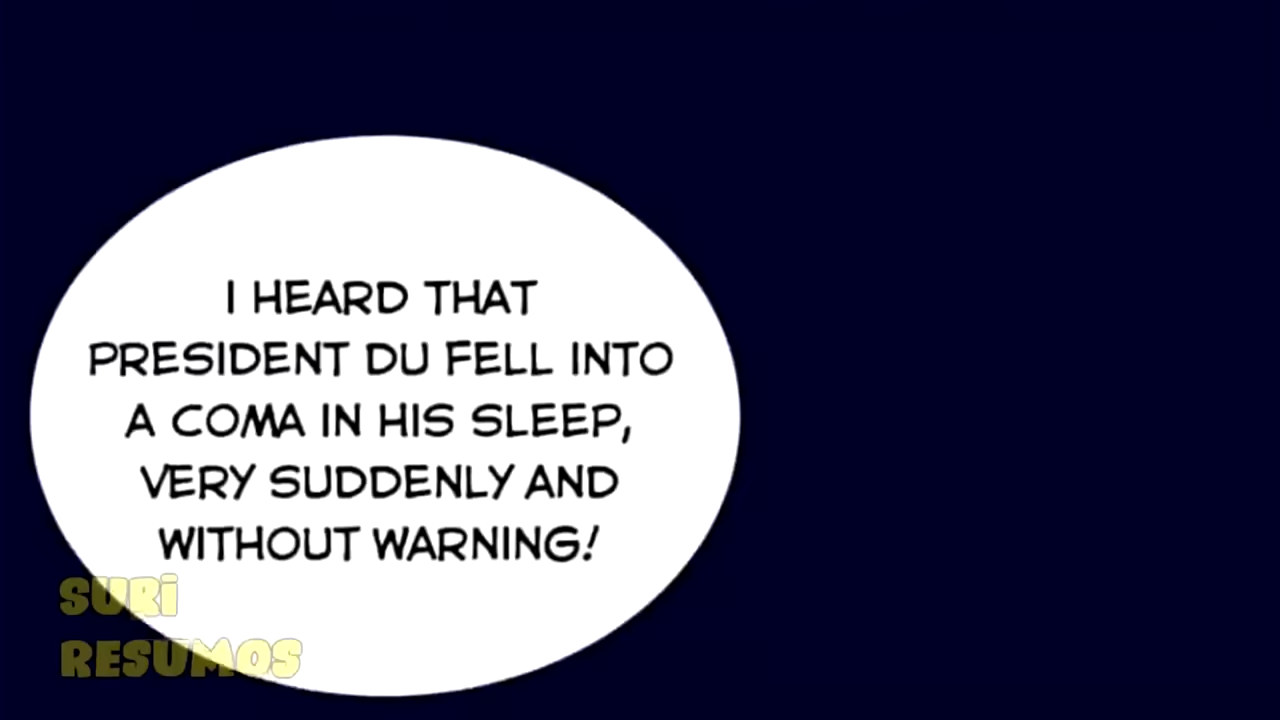 I HEARD THAT
PRESIDENT DU FELL INTO
A COMA IN HIS SLEEP,
VERY SUDDENLY AND
WITHOUT WARNING!
SURi
RESUMOS